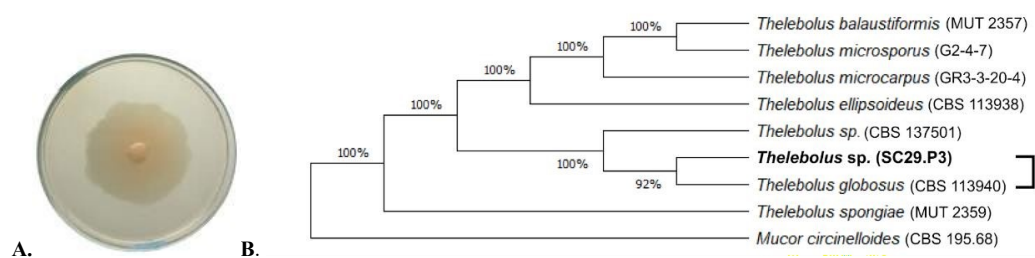 100%
Thelebolus balaustiformis (MUT 2357)
100%
Thelebolus microsporus (G2-4-7)
100%
Thelebolus microcarpus (GR3-3-20-4)
100%
Thelebolus ellipsoideus (CBS 113938)
100%
Thelebolus sp. (CBS 137501)
100%
Thelebolus sp. (SC29.P3)
92%
Thelebolus globosus (CBS 113940)
Thelebolus spongiae (MUT 2359)
Mucor circinelloides (CBS 195.68)
A.
B.